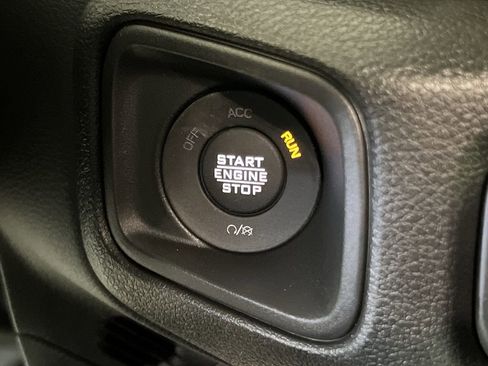 ACC
OFF
RUN
START
ENGINE
STOP